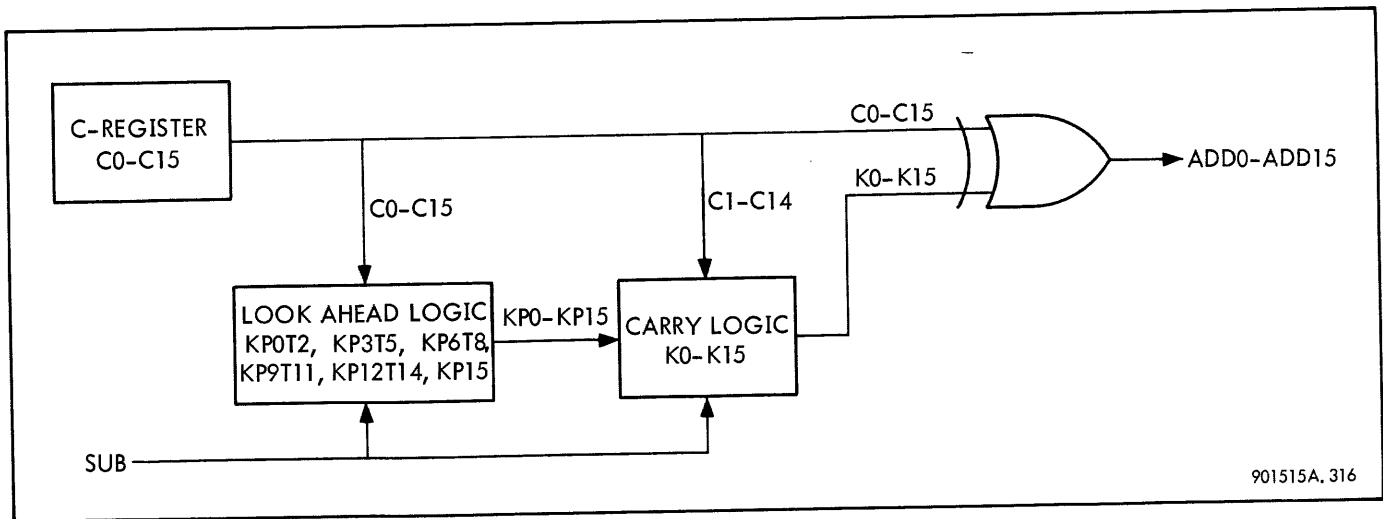 C-REGISTER
C0-C15
C0-C15
K0-K15
ADD0-ADD15
C0-C15
C1-C14
LOOK AHEAD LOGIC
KP0T2, KP3T5, KP6T8,
KP9T11, KP12T14, KP15
KP0-KP15
CARRY LOGIC
K0-K15
SUB
901515A. 316